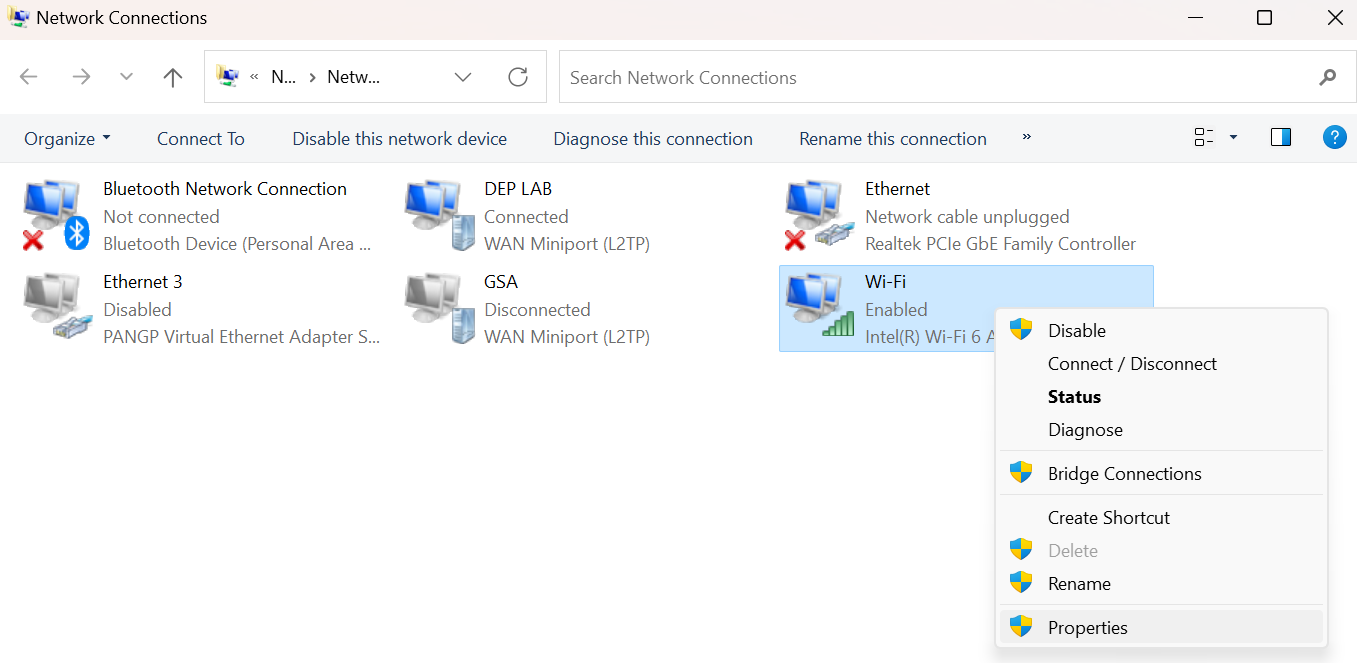 Network Connections
« N... > Netw...
Search Network Connections
Organize Connect To Disable this network device Diagnose this connection Rename this connection » ?
Bluetooth Network Connection
Not connected
Bluetooth Device (Personal Area ...
DEP LAB
Connected
WAN Miniport (L2TP)
Ethernet
Network cable unplugged
Realtek PCIe GbE Family Controller
Ethernet 3
Disabled
PANGP Virtual Ethernet Adapter S...
GSA
Disconnected
WAN Miniport (L2TP)
Wi-Fi
Enabled
Intel(R) Wi-Fi 6 A
Disable
Connect / Disconnect
Status
Diagnose
Bridge Connections
Create Shortcut
Delete
Rename
Properties